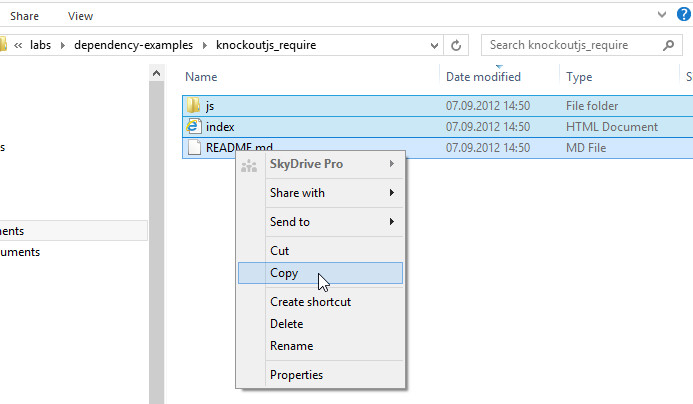 Share View
« labs ▸ dependency-examples ▸ knockoutjs_require Search knockoutjs_require
Name Date modified Type S
js 07.09.2012 14:50 File folder
index 07.09.2012 14:50 HTML Document
README.md 07.09.2012 14:50 MD File
SkyDrive Pro
Share with
Send to
Cut
Copy
Create shortcut
Delete
Rename
Properties
s
ments
uments